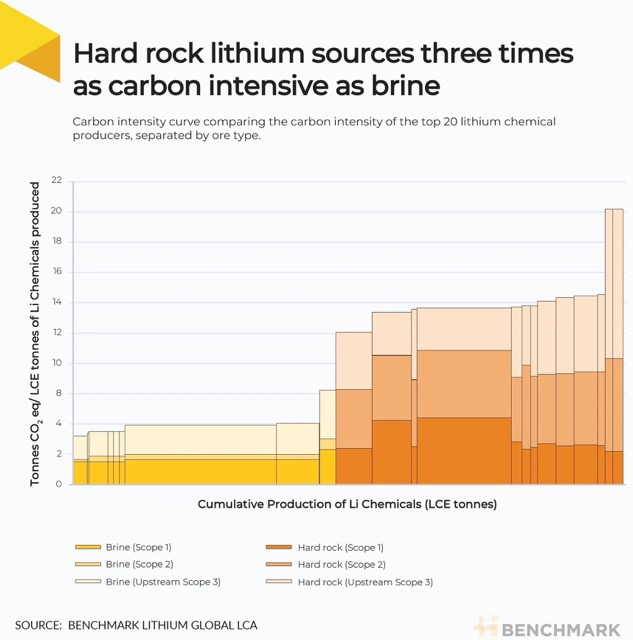 Hard rock lithium sources three times
as carbon intensive as brine
Carbon intensity curve comparing the carbon intensity of the top 20 lithium chemical
producers, separated by ore type.
Tonnes CO2 eq/ LCE tonnes of Li Chemicals produced
22
20
18
16
14
12
10
8
4
2
0
Cumulative Production of Li Chemicals (LCE tonnes)
Brine (Scope 1)
Hard rock (Scope 1)
Brine (Scope 2)
Hard rock (Scope 2)
Brine (Upstream Scope 3)
Hard rock (Upstream Scope 3)
SOURCE: BENCHMARK LITHIUM GLOBAL LCA
BENCHMARK